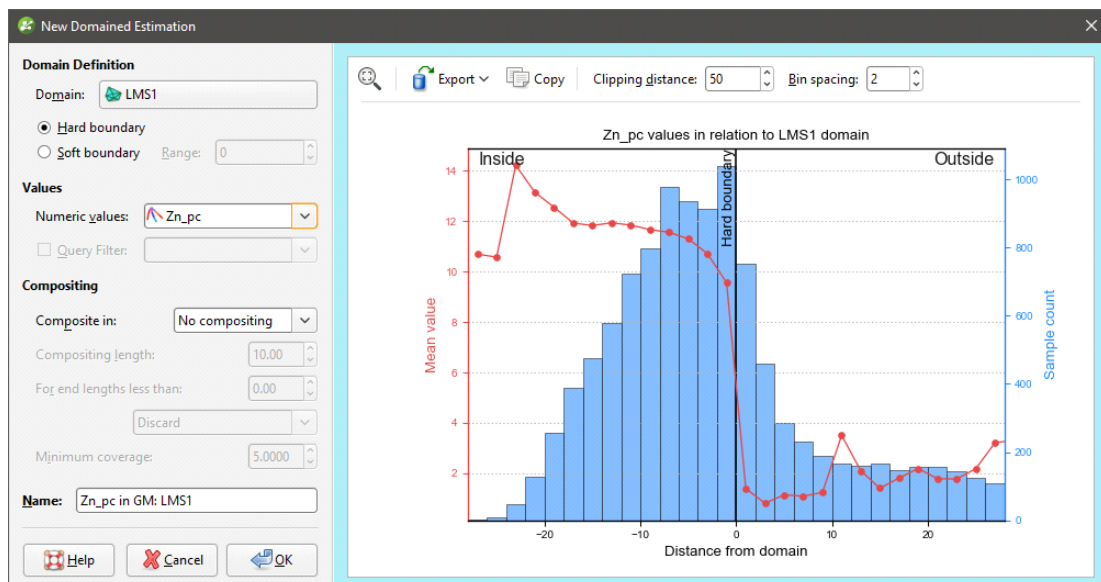 New Domained Estimation
Domain Definition
Domain: LMS1
Hard boundary
Soft boundary Range: 0
Values
Numeric values: Zn_pc
Query Filter:
Compositing
Composite in: No compositing
Compositing length: 10.00
For end lengths less than: 0.00
Discard
Minimum coverage: 5.0000
Name: Zn_pc in GM: LMS1
Help Cancel OK
Export Copy Clipping distance: 50 Bin spacing: 2
Zn_pc values in relation to LMS1 domain
Inside
Outside
Hard boundary
Mean value
14
12
10
8
6
4
2
Sample count
1000
800
600
400
200
0
−20 −10 0 10 20
Distance from domain